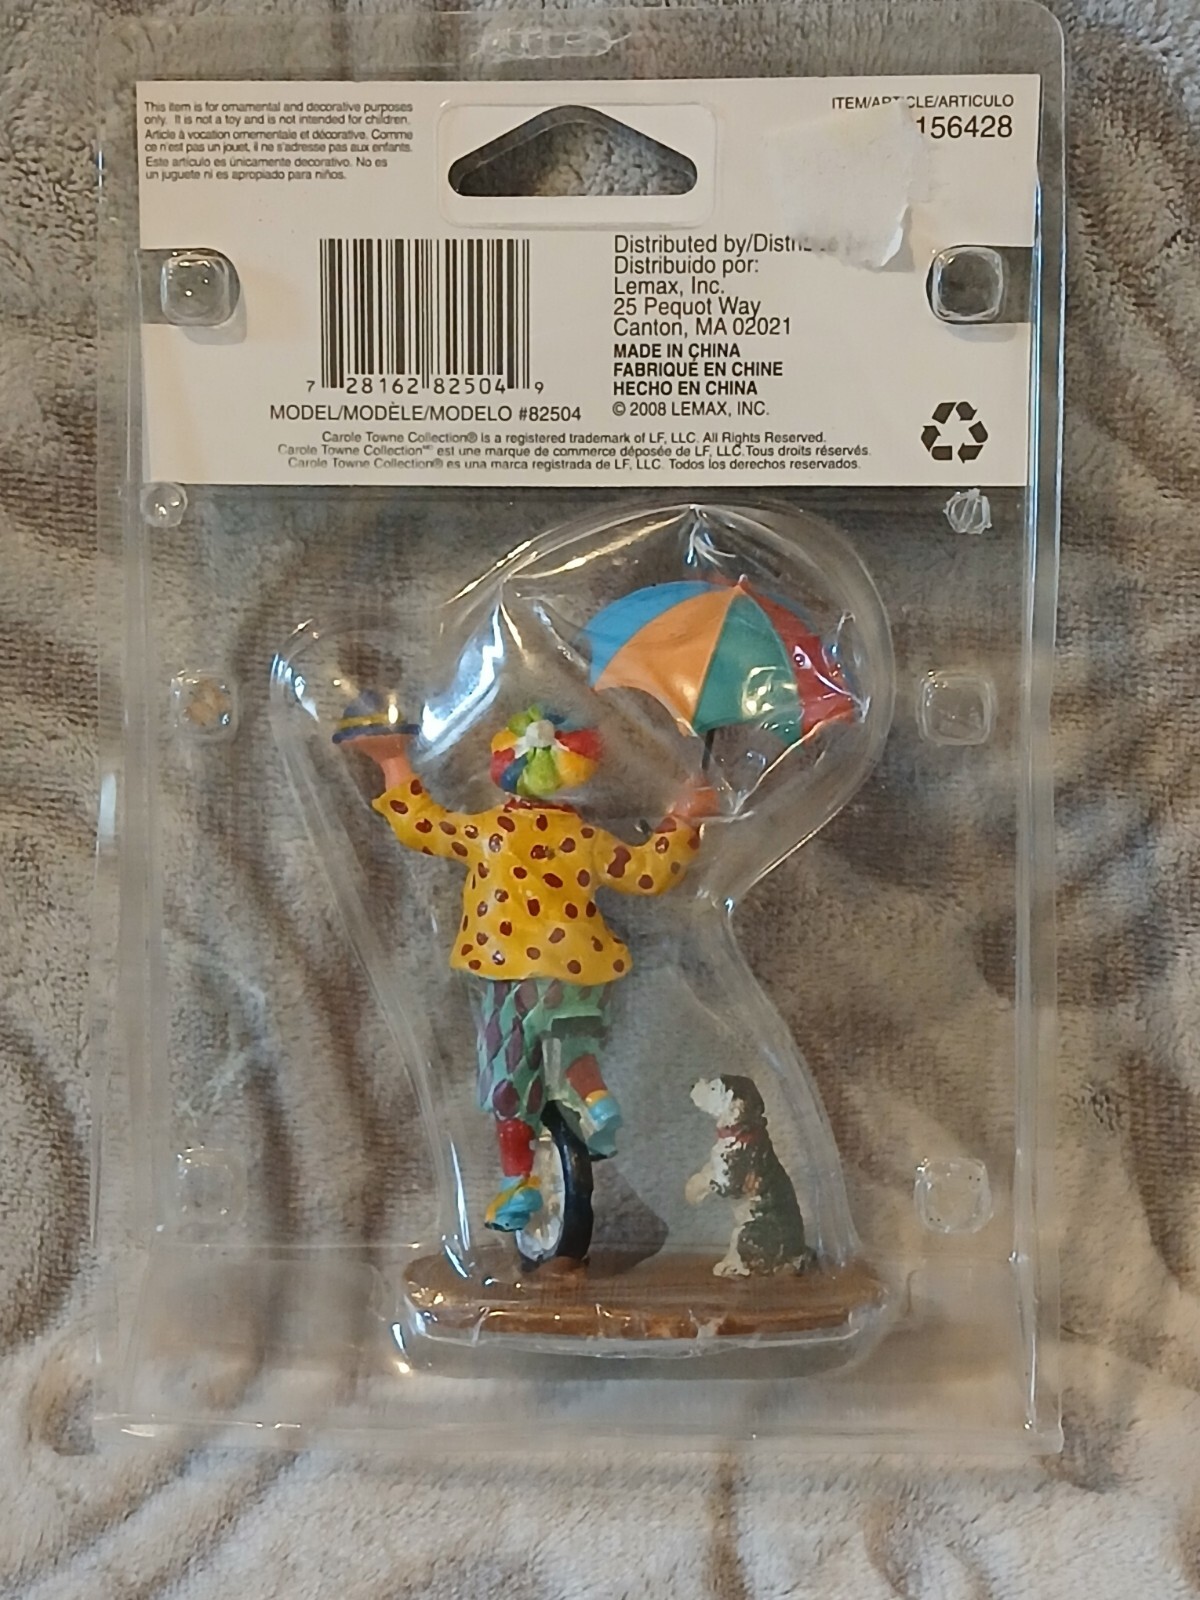 This item is for ornamental and decorative purposes
only. It is not a toy and is not intended for children.
Article à vocation ornementale et décorative. Comme
ce n'est pas un jouet, il ne s'adresse pas aux enfants.
Este artículo es únicamente decorativo. No es
un juguete ni es apropiado para niños.
ITEM/ARTICLE/ARTICULO
156428
Distributed by/
Distribuido por:
Lemax, Inc.
25 Pequot Way
Canton, MA 02021
MADE IN CHINA
FABRIQUÉ EN CHINE
HECHO EN CHINA
© 2008 LEMAX, INC.
7 28162 82504 9
MODEL/MODÈLE/MODELO #82504
Carole Towne Collection® is a registered trademark of LF, LLC. All Rights Reserved.
Carole Towne Collection est une marque de commerce déposée de LF, LLC.Tous droits réservés.
Carole Towne Collection® es una marca registrada de LF, LLC. Todos los derechos reservados.